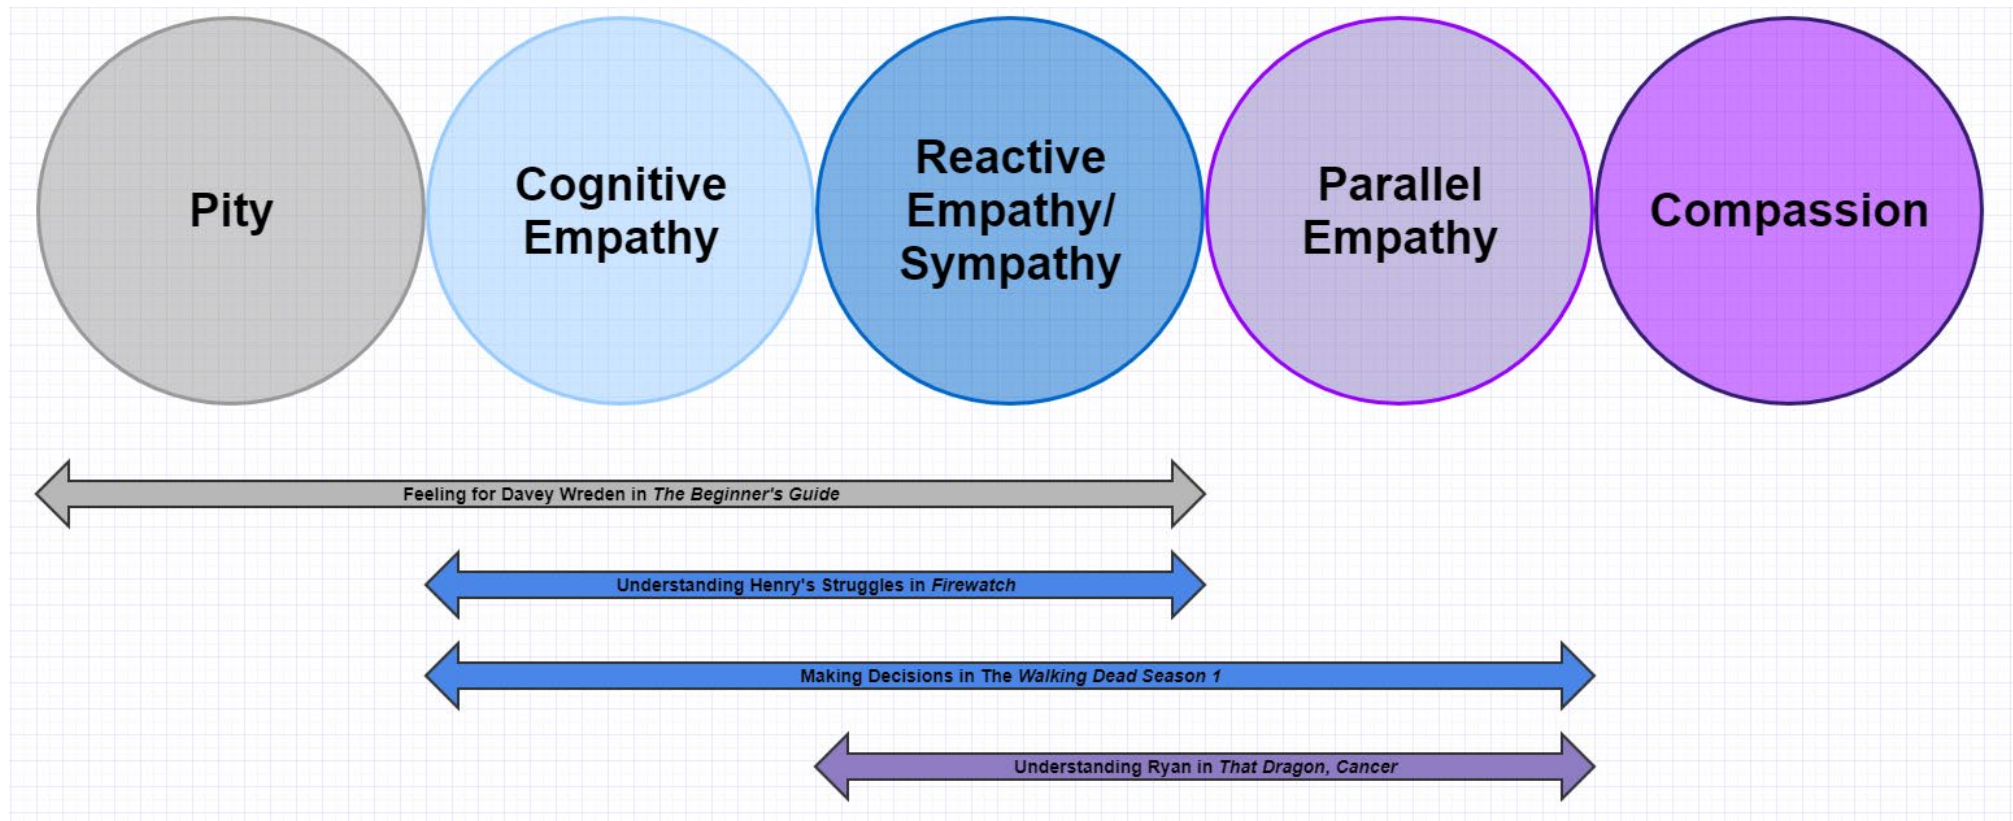 Pity
Cognitive
Empathy
Reactive
Empathy/
Sympathy
Parallel
Empathy
Compassion
Feeling for Davey Wreden in The Beginner's Guide
Understanding Henry's Struggles in Firewatch
Making Decisions in The Walking Dead Season 1
Understanding Ryan in That Dragon, Cancer